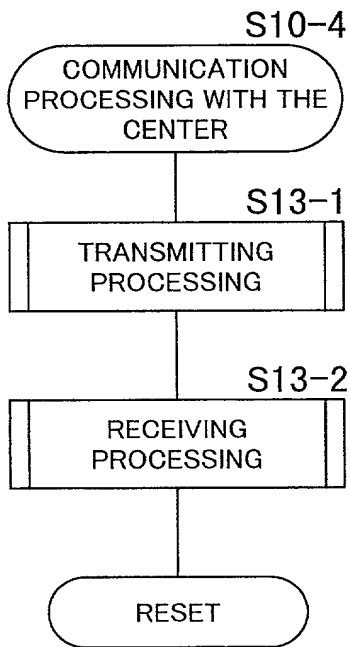 S10-4
COMMUNICATION
PROCESSING WITH THE
CENTER
S13-1
TRANSMITTING
PROCESSING
S13-2
RECEIVING
PROCESSING
RESET